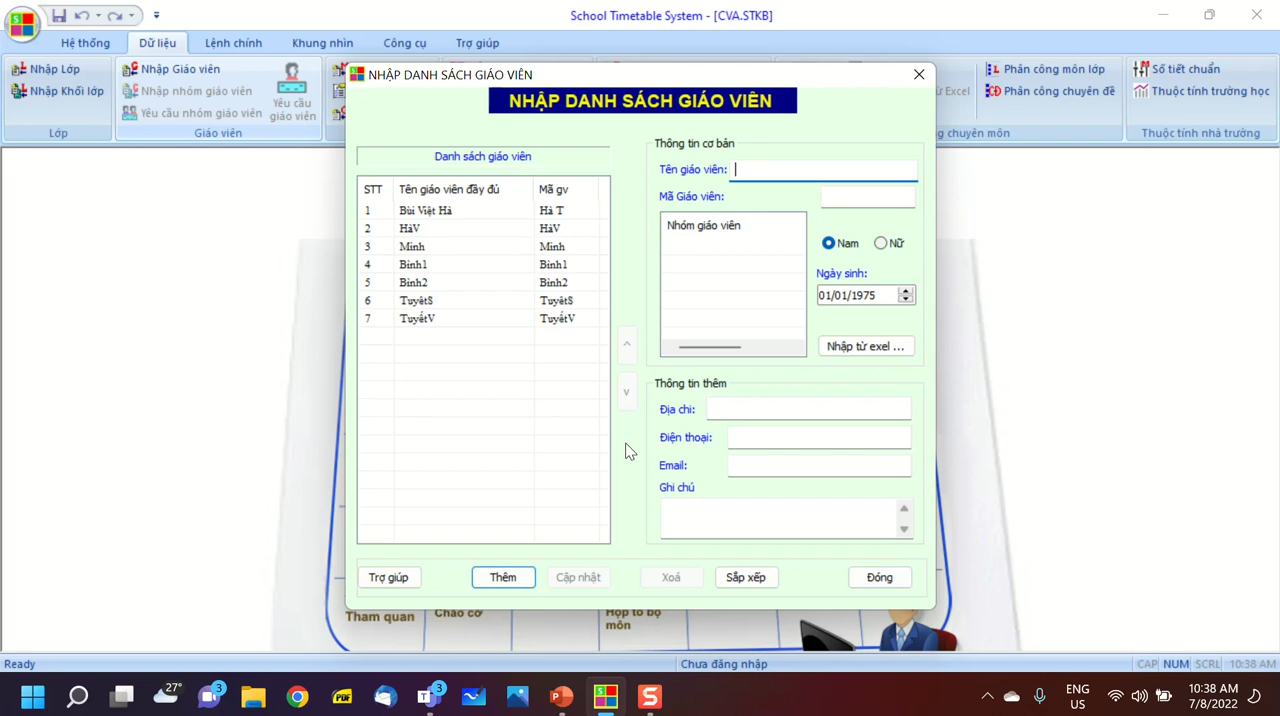 School Timetable System - [CVA.STKB]
Hệ thống Dữ liệu Lệnh chính Khung nhìn Công cụ Trợ giúp
Nhập Lớp
Nhập Khối lớp
Lớp
Nhập Giáo viên
Nhập nhóm giáo viên
Yêu cầu nhóm giáo viên
Yêu cầu
giáo viên
Giáo viên
Excel
Phân công môn lớp
Phân công chuyên đề
chuyên môn
Số tiết chuẩn
Thuộc tính trường học
Thuộc tính nhà trường
NHẬP DANH SÁCH GIÁO VIÊN
NHẬP DANH SÁCH GIÁO VIÊN
Danh sách giáo viên
STT Tên giáo viên đầy đủ Mã gv
1 Bùi Việt Hà Hà T
2 HàV HàV
3 Minh Minh
4 Bình1 Bình1
5 Bình2 Bình2
6 TuyếtS TuyếtS
7 TuyếtV TuyếtV
Thông tin cơ bản
Tên giáo viên:
Mã Giáo viên:
Nhóm giáo viên
Nam Nữ
Ngày sinh:
01/01/1975
Nhập từ exel ...
Thông tin thêm
Địa chỉ:
Điện thoại:
Email:
Ghi chú
Trợ giúp Thêm Cập nhật Xoá Sắp xếp Đóng
Tham quan
Chào cờ
Họp tổ bộ
môn
Ready Chưa đăng nhập CAP NUM SCRL 10:38 AM
27° 3 PDF 3 P S
ENG
US
10:38 AM
7/8/2022